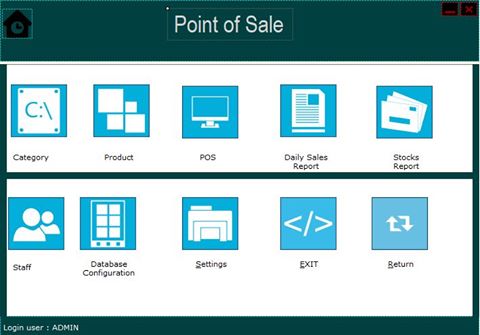 Point of Sale
C:\
Category
Product
POS
Daily Sales
Report
Stocks
Report
</>
Staff
Database
Configuration
Settings
EXIT
Return
Login user : ADMIN